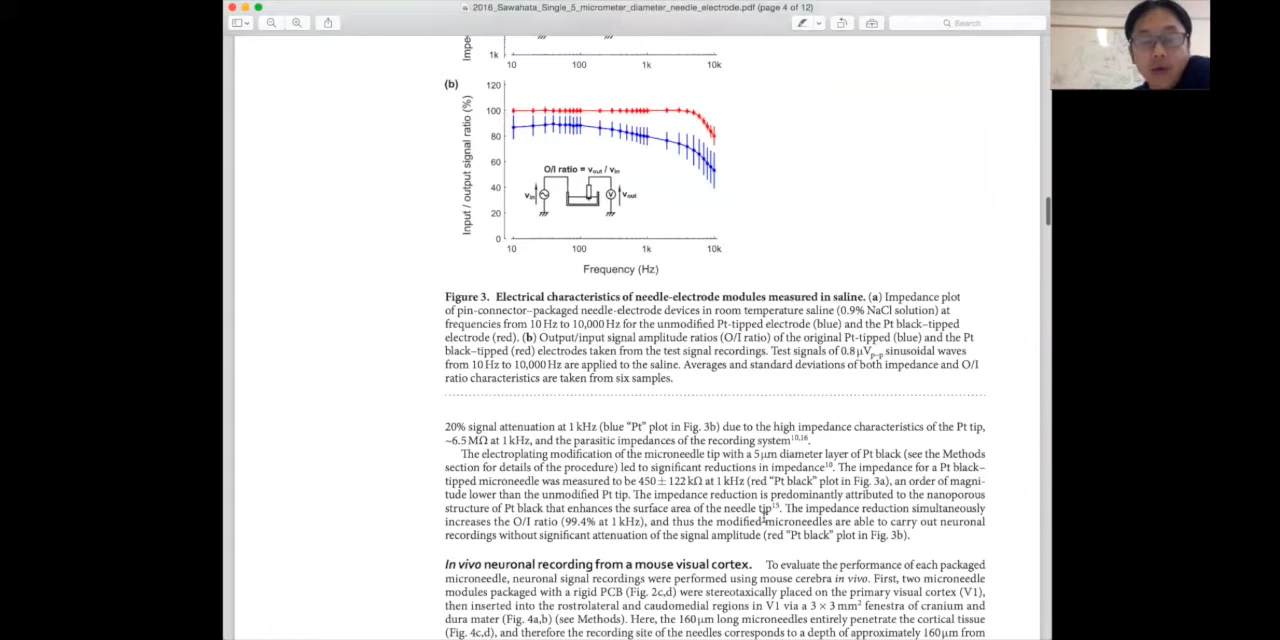 2016_Sawahata_Single_5_micrometer_diameter_needle_electrode.pdf (page 4 of 12)
Search
Impe
1k
10 100 1k 10k
(b)
120
100
80
60
40
20
0
Input / output signal ratio (%)
O/I ratio = vout / vin
vin V vout
10 100 1k 10k
Frequency (Hz)
Figure 3. Electrical characteristics of needle-electrode modules measured in saline. (a) Impedance plot
of pin-connector–packaged needle-electrode devices in room temperature saline (0.9% NaCl solution) at
frequencies from 10 Hz to 10,000 Hz for the unmodified Pt-tipped electrode (blue) and the Pt black–tipped
electrode (red). (b) Output/input signal amplitude ratios (O/I ratio) of the original Pt-tipped (blue) and the Pt
black–tipped (red) electrodes taken from the test signal recordings. Test signals of 0.8 μVp–p sinusoidal waves
from 10 Hz to 10,000 Hz are applied to the saline. Averages and standard deviations of both impedance and O/I
ratio characteristics are taken from six samples.
20% signal attenuation at 1 kHz (blue “Pt” plot in Fig. 3b) due to the high impedance characteristics of the Pt tip,
~6.5 MΩ at 1 kHz, and the parasitic impedances of the recording system10,16.
The electroplating modification of the microneedle tip with a 5 μm diameter layer of Pt black (see the Methods
section for details of the procedure) led to significant reductions in impedance10. The impedance for a Pt black–
tipped microneedle was measured to be 450 ± 122 kΩ at 1 kHz (red “Pt black” plot in Fig. 3a), an order of magni-
tude lower than the unmodified Pt tip. The impedance reduction is predominantly attributed to the nanoporous
structure of Pt black that enhances the surface area of the needle tip15. The impedance reduction simultaneously
increases the O/I ratio (99.4% at 1 kHz), and thus the modified microneedles are able to carry out neuronal
recordings without significant attenuation of the signal amplitude (red “Pt black” plot in Fig. 3b).
In vivo neuronal recording from a mouse visual cortex. To evaluate the performance of each packaged
microneedle, neuronal signal recordings were performed using mouse cerebra in vivo. First, two microneedle
modules packaged with a rigid PCB (Fig. 2c,d) were stereotaxically placed on the primary visual cortex (V1),
then inserted into the rostrolateral and caudomedial regions in V1 via a 3 × 3 mm2 fenestra of cranium and
dura mater (Fig. 4a,b) (see Methods). Here, the 160 μm long microneedles entirely penetrate the cortical tissue
(Fig. 4c,d), and therefore the recording site of the needles corresponds to a depth of approximately 160 μm from